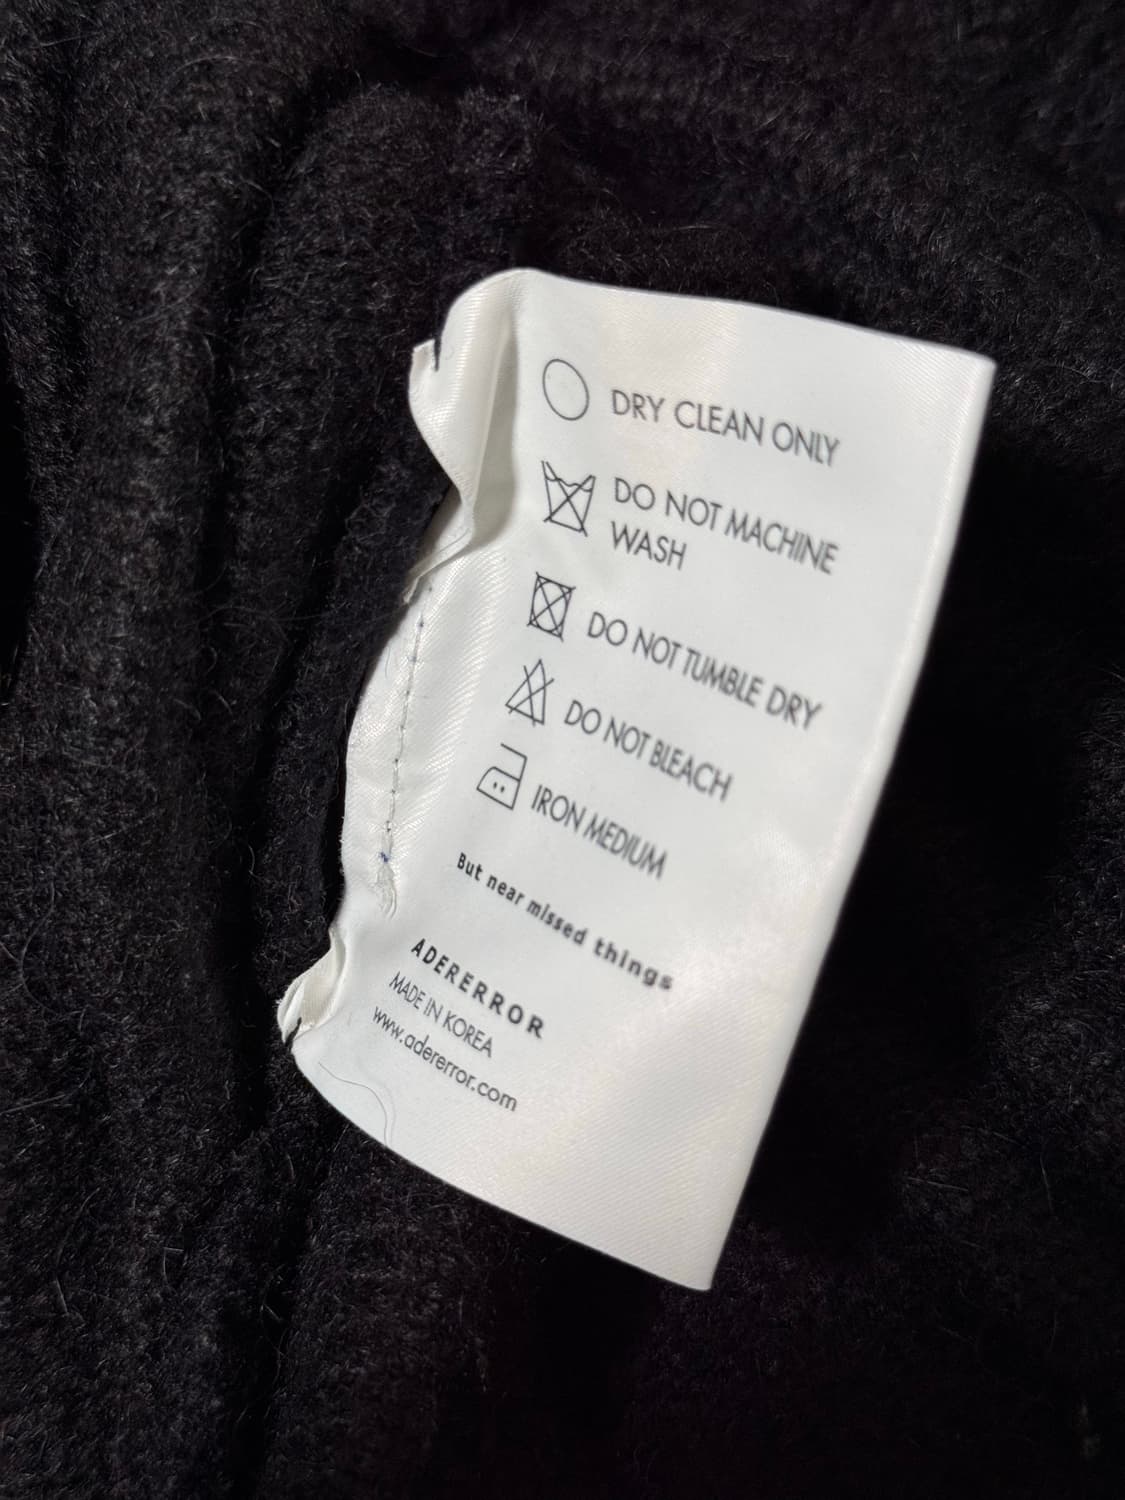 DRY CLEAN ONLY
DO NOT MACHINE
WASH
DO NOT TUMBLE DRY
DO NOT BLEACH
IRON MEDIUM
But near missed things
ADERERROR
MADE IN KOREA
www.adererror.com